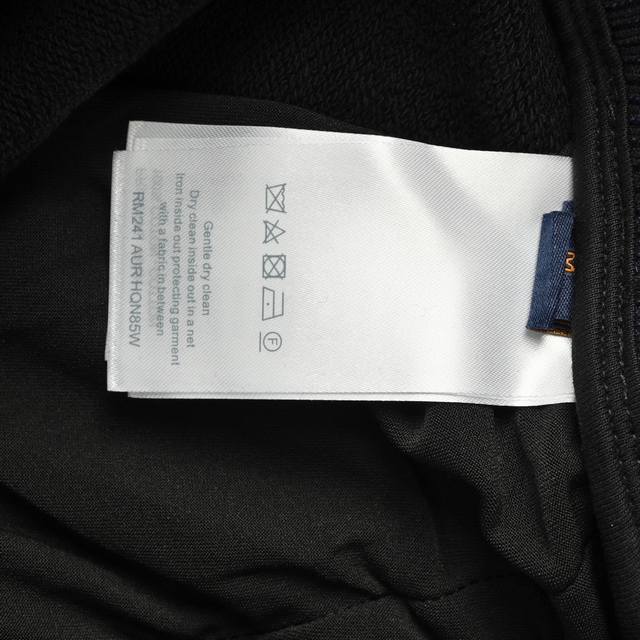 Gentle dry clean
Dry clean inside out in a net
Iron inside out protecting garment
with a fabric in between
RM241 AUR HQN85W
F
M